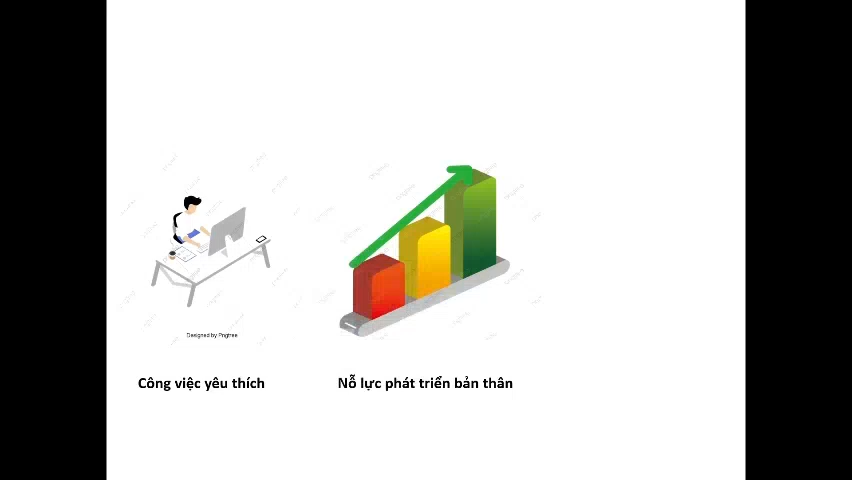 Designed by Pngtree
Công việc yêu thích
Nỗ lực phát triển bản thân